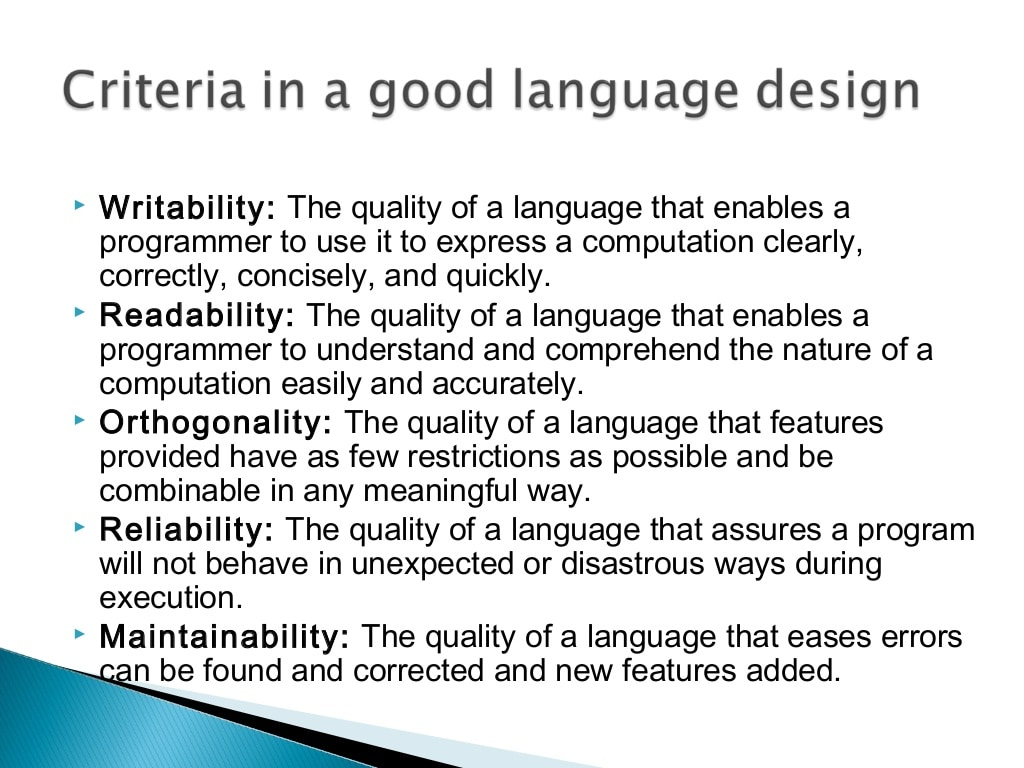 Criteria in a good language design
Writability: The quality of a language that enables a
programmer to use it to express a computation clearly,
correctly, concisely, and quickly.
Readability: The quality of a language that enables a
programmer to understand and comprehend the nature of a
computation easily and accurately.
Orthogonality: The quality of a language that features
provided have as few restrictions as possible and be
combinable in any meaningful way.
Reliability: The quality of a language that assures a program
will not behave in unexpected or disastrous ways during
execution.
Maintainability: The quality of a language that eases errors
can be found and corrected and new features added.